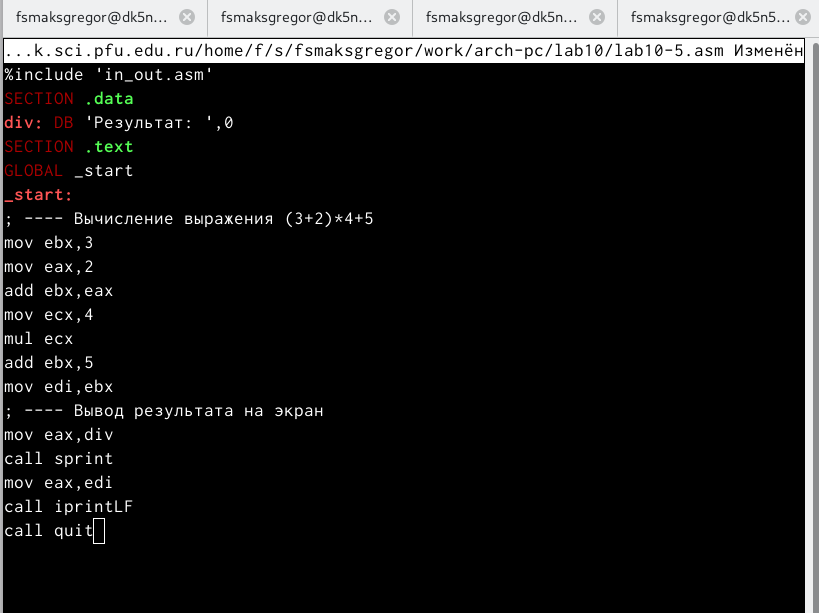 fsmaksgregor@dk5n... fsmaksgregor@dk5n... fsmaksgregor@dk5n... fsmaksgregor@dk5n5...
...k.sci.pfu.edu.ru/home/f/s/fsmaksgregor/work/arch-pc/lab10/lab10-5.asm Изменён
%include 'in_out.asm'
SECTION .data
div: DB 'Результат: ',0
SECTION .text
GLOBAL _start
_start:
; ---- Вычисление выражения (3+2)*4+5
mov ebx,3
mov eax,2
add ebx,eax
mov ecx,4
mul ecx
add ebx,5
mov edi,ebx
; ---- Вывод результата на экран
mov eax,div
call sprint
mov eax,edi
call iprintLF
call quit